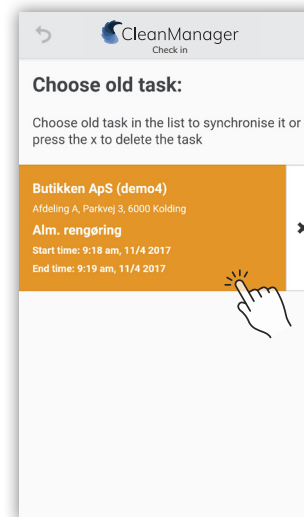 CleanManager
Check in
Choose old task:
Choose old task in the list to synchronise it or
press the x to delete the task
Butikken ApS (demo4)
Afdeling A, Parkvej 3, 6000 Kolding
Alm. rengøring
Start time: 9:18 am, 11/4 2017
End time: 9:19 am, 11/4 2017